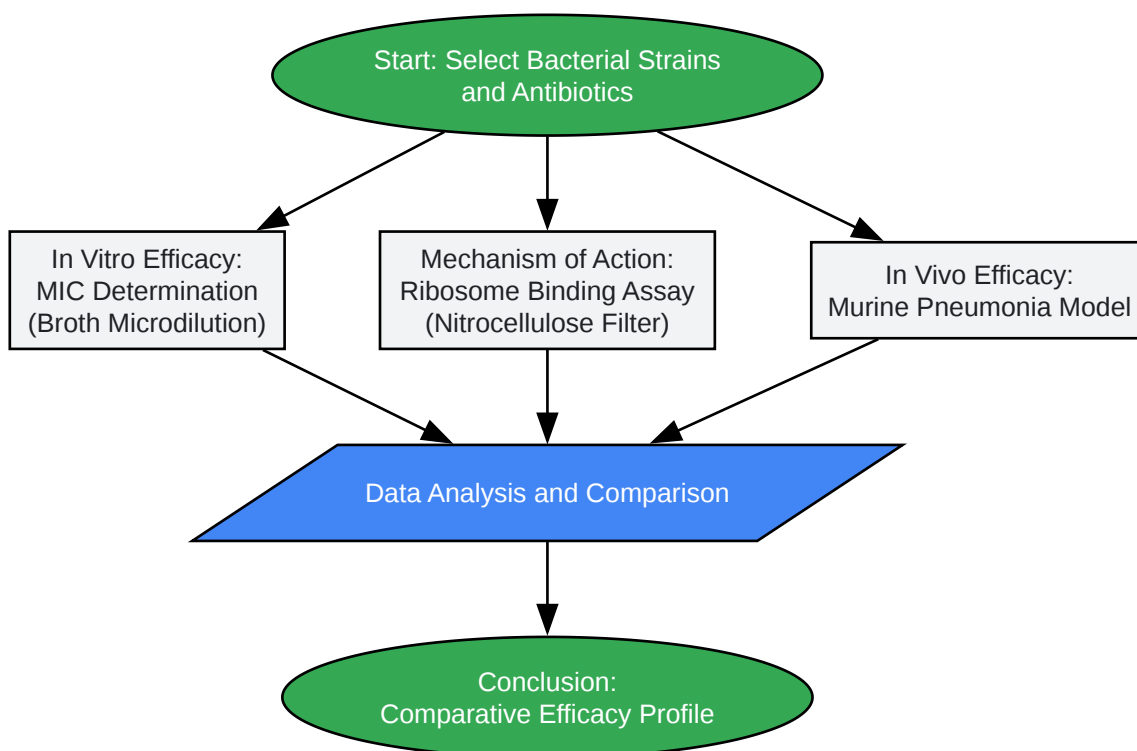 Start: Select Bacterial Strains
and Antibiotics
In Vitro Efficacy:
MIC Determination
(Broth Microdilution)
Mechanism of Action:
Ribosome Binding Assay
(Nitrocellulose Filter)
In Vivo Efficacy:
Murine Pneumonia Model
Data Analysis and Comparison
Conclusion:
Comparative Efficacy Profile